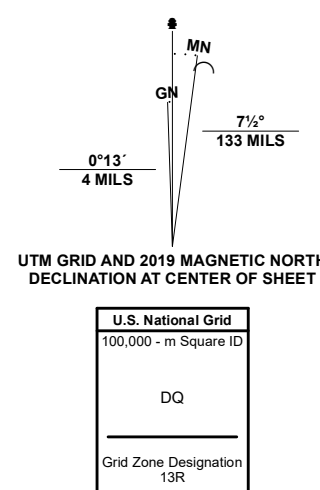 MN
GN
7½°
133 MILS
0°13´
4 MILS
UTM GRID AND 2019 MAGNETIC NORTH
DECLINATION AT CENTER OF SHEET
U.S. National Grid
100,000 - m Square ID
DQ
Grid Zone Designation
13R